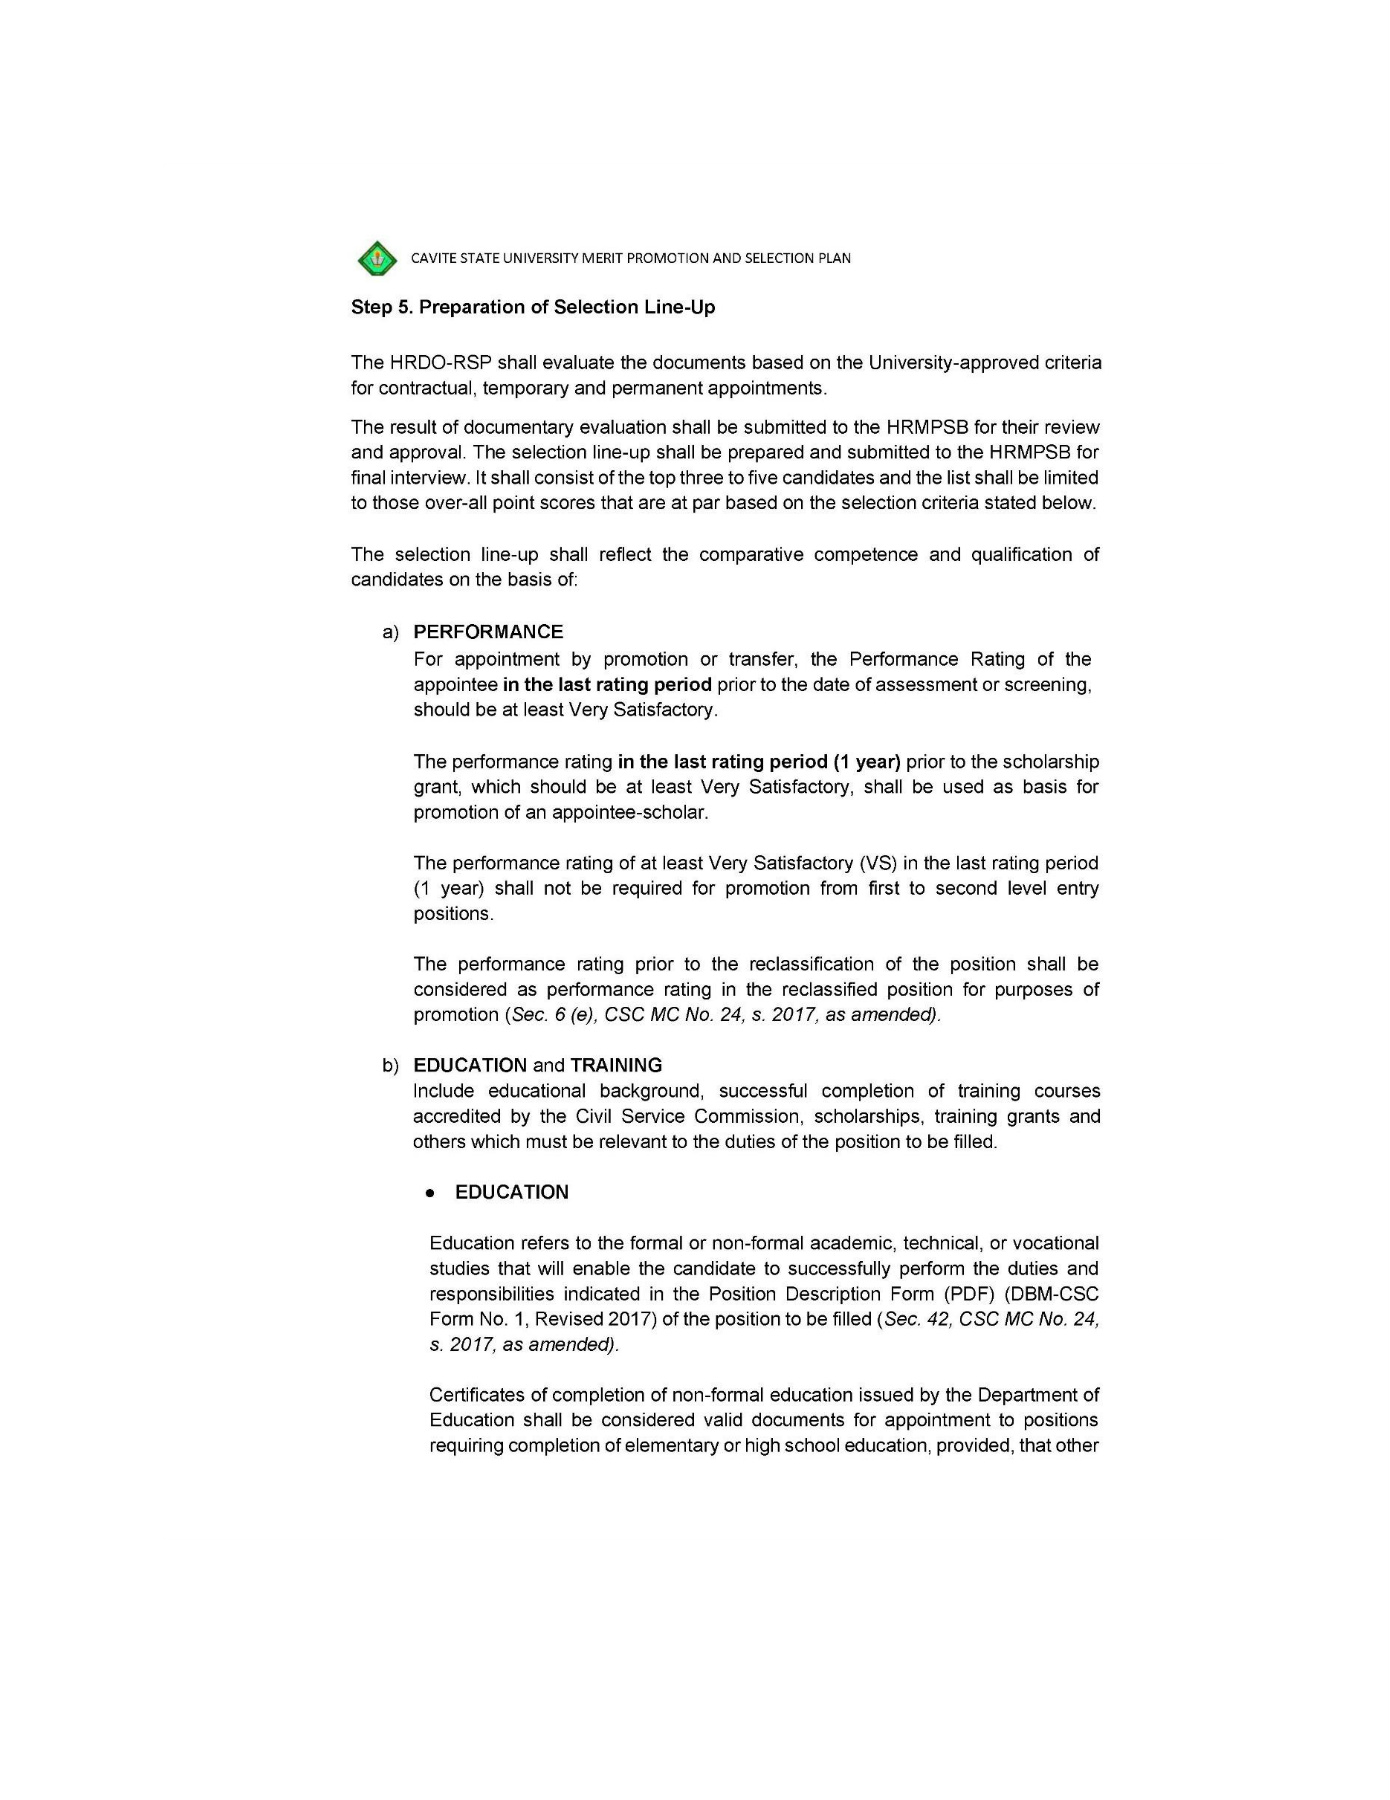 CAVITE STATE UNIVERSITY MERIT PROMOTION AND SELECTION PLAN
Step 5. Preparation of Selection Line-Up
The HRDO-RSP shall evaluate the documents based on the University-approved criteria
for contractual, temporary and permanent appointments.
The result of documentary evaluation shall be submitted to the HRMPSB for their review
and approval. The selection line-up shall be prepared and submitted to the HRMPSB for
final interview. It shall consist of the top three to five candidates and the list shall be limited
to those over-all point scores that are at par based on the selection criteria stated below.
The selection line-up shall reflect the comparative competence and qualification of
candidates on the basis of:
a) PERFORMANCE
For appointment by promotion or transfer, the Performance Rating of the
appointee in the last rating period prior to the date of assessment or screening,
should be at least Very Satisfactory.
The performance rating in the last rating period (1 year) prior to the scholarship
grant, which should be at least Very Satisfactory, shall be used as basis for
promotion of an appointee-scholar.
The performance rating of at least Very Satisfactory (VS) in the last rating period
(1 year) shall not be required for promotion from first to second level entry
positions.
The performance rating prior to the reclassification of the position shall be
considered as performance rating in the reclassified position for purposes of
promotion (Sec. 6 (e), CSC MC No. 24, s. 2017, as amended).
b) EDUCATION and TRAINING
Include educational background, successful completion of training courses
accredited by the Civil Service Commission, scholarships, training grants and
others which must be relevant to the duties of the position to be filled.
● EDUCATION
Education refers to the formal or non-formal academic, technical, or vocational
studies that will enable the candidate to successfully perform the duties and
responsibilities indicated in the Position Description Form (PDF) (DBM-CSC
Form No. 1, Revised 2017) of the position to be filled (Sec. 42, CSC MC No. 24,
s. 2017, as amended).
Certificates of completion of non-formal education issued by the Department of
Education shall be considered valid documents for appointment to positions
requiring completion of elementary or high school education, provided, that other